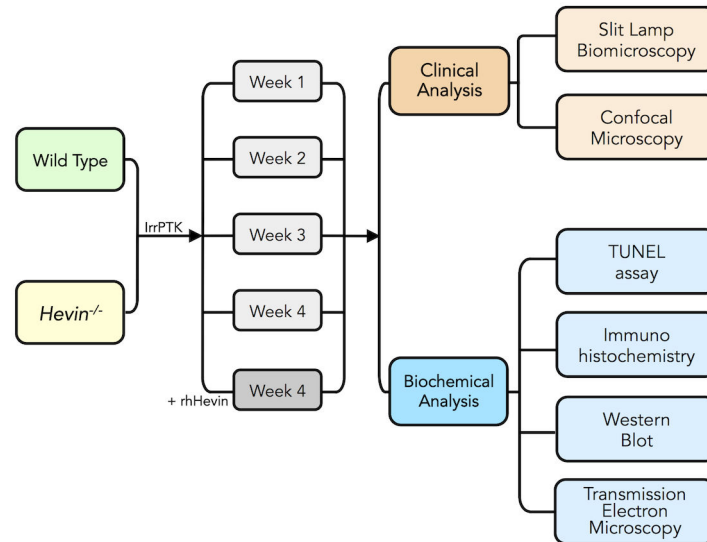 Wild Type
Hevin-/-
IrrPTK
Week 1
Week 2
Week 3
Week 4
+ rhHevin
Week 4
Clinical
Analysis
Slit Lamp
Biomicroscopy
Confocal
Microscopy
Biochemical
Analysis
TUNEL
assay
Immuno
histochemistry
Western
Blot
Transmission
Electron
Microscopy